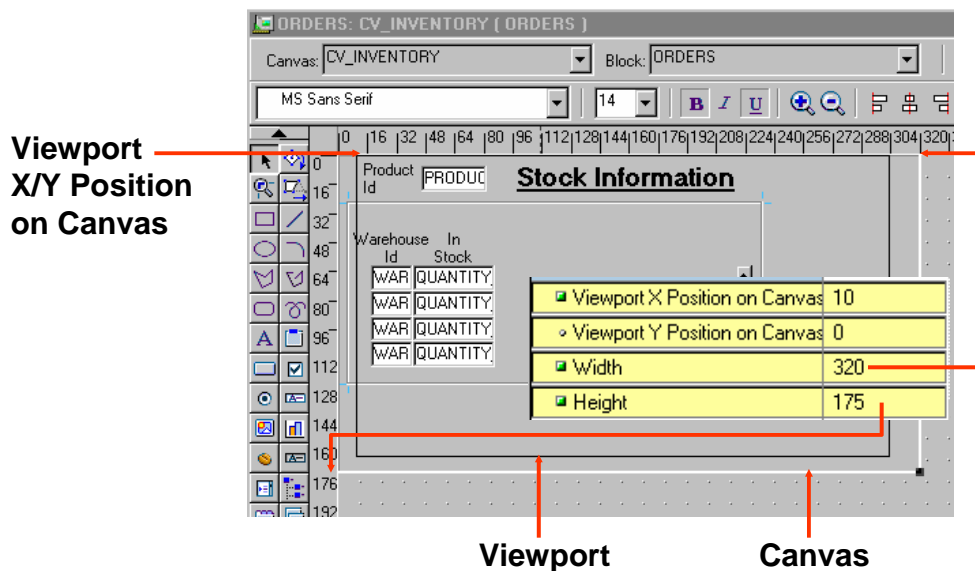 ORDERS: CV_INVENTORY ( ORDERS )
Canvas: CV_INVENTORY Block: ORDERS
MS Sans Serif 14 B I U
0 16 32 48 64 80 96 112 128 144 160 176 192 208 224 240 256 272 288 304 320
Viewport
X/Y Position
on Canvas
0
16
32
48
64
80
96
112
128
144
160
176
192
Product
Id
PRODUC
Stock Information
Warehouse In
Id Stock
WAR QUANTITY
WAR QUANTITY
WAR QUANTITY
WAR QUANTITY
Viewport X Position on Canvas 10
Viewport Y Position on Canvas 0
Width 320
Height 175
Viewport Canvas